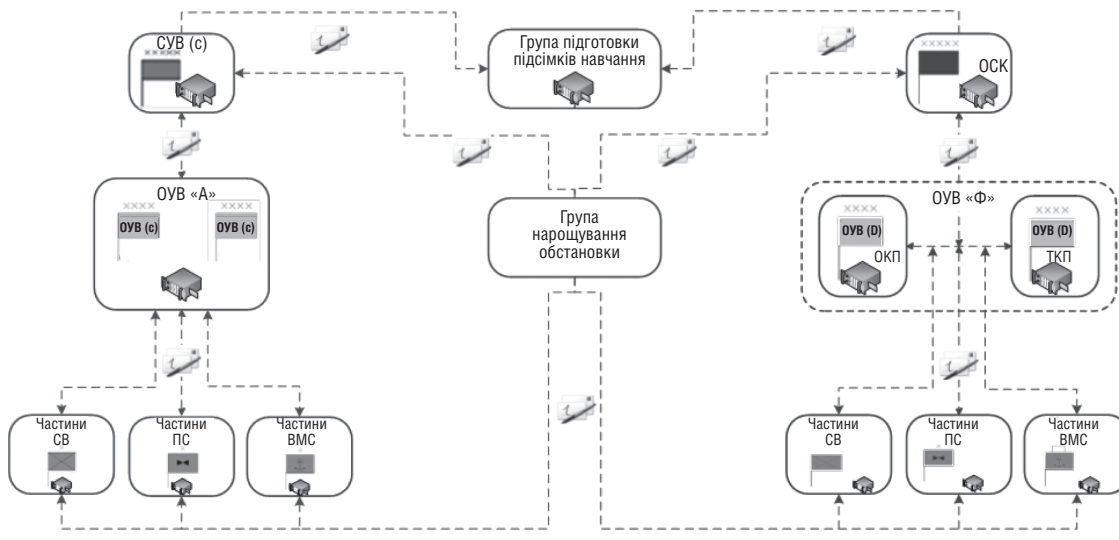 СУВ (с)
×××××
Група підготовки
підсімків навчання
×××××
ОСК
ОУВ «А»
××××
ОУВ (с)
××××
ОУВ (с)
Група
нарощування
обстановки
ОУВ «Ф»
××××
ОУВ (D)
ОКП
××××
ОУВ (D)
ТКП
Частини
СВ
Частини
ПС
Частини
ВМС
Частини
СВ
Частини
ПС
Частини
ВМС